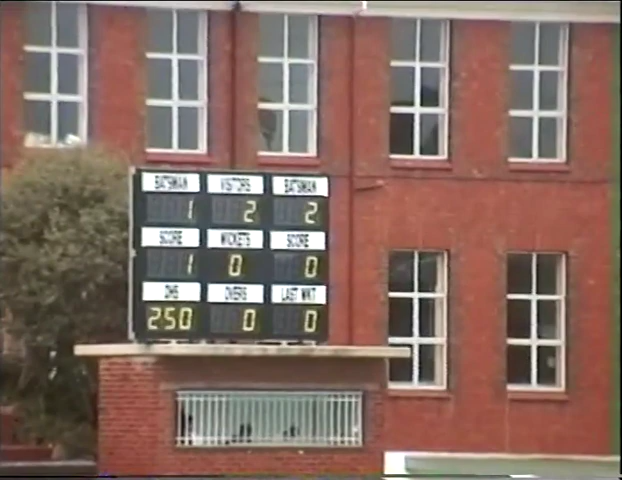 BATSMAN VISITORS BATSMAN
1 2 2
SCORE WICKETS SCORE
1 0 0
DHS OVERS LAST WKT
250 0 0